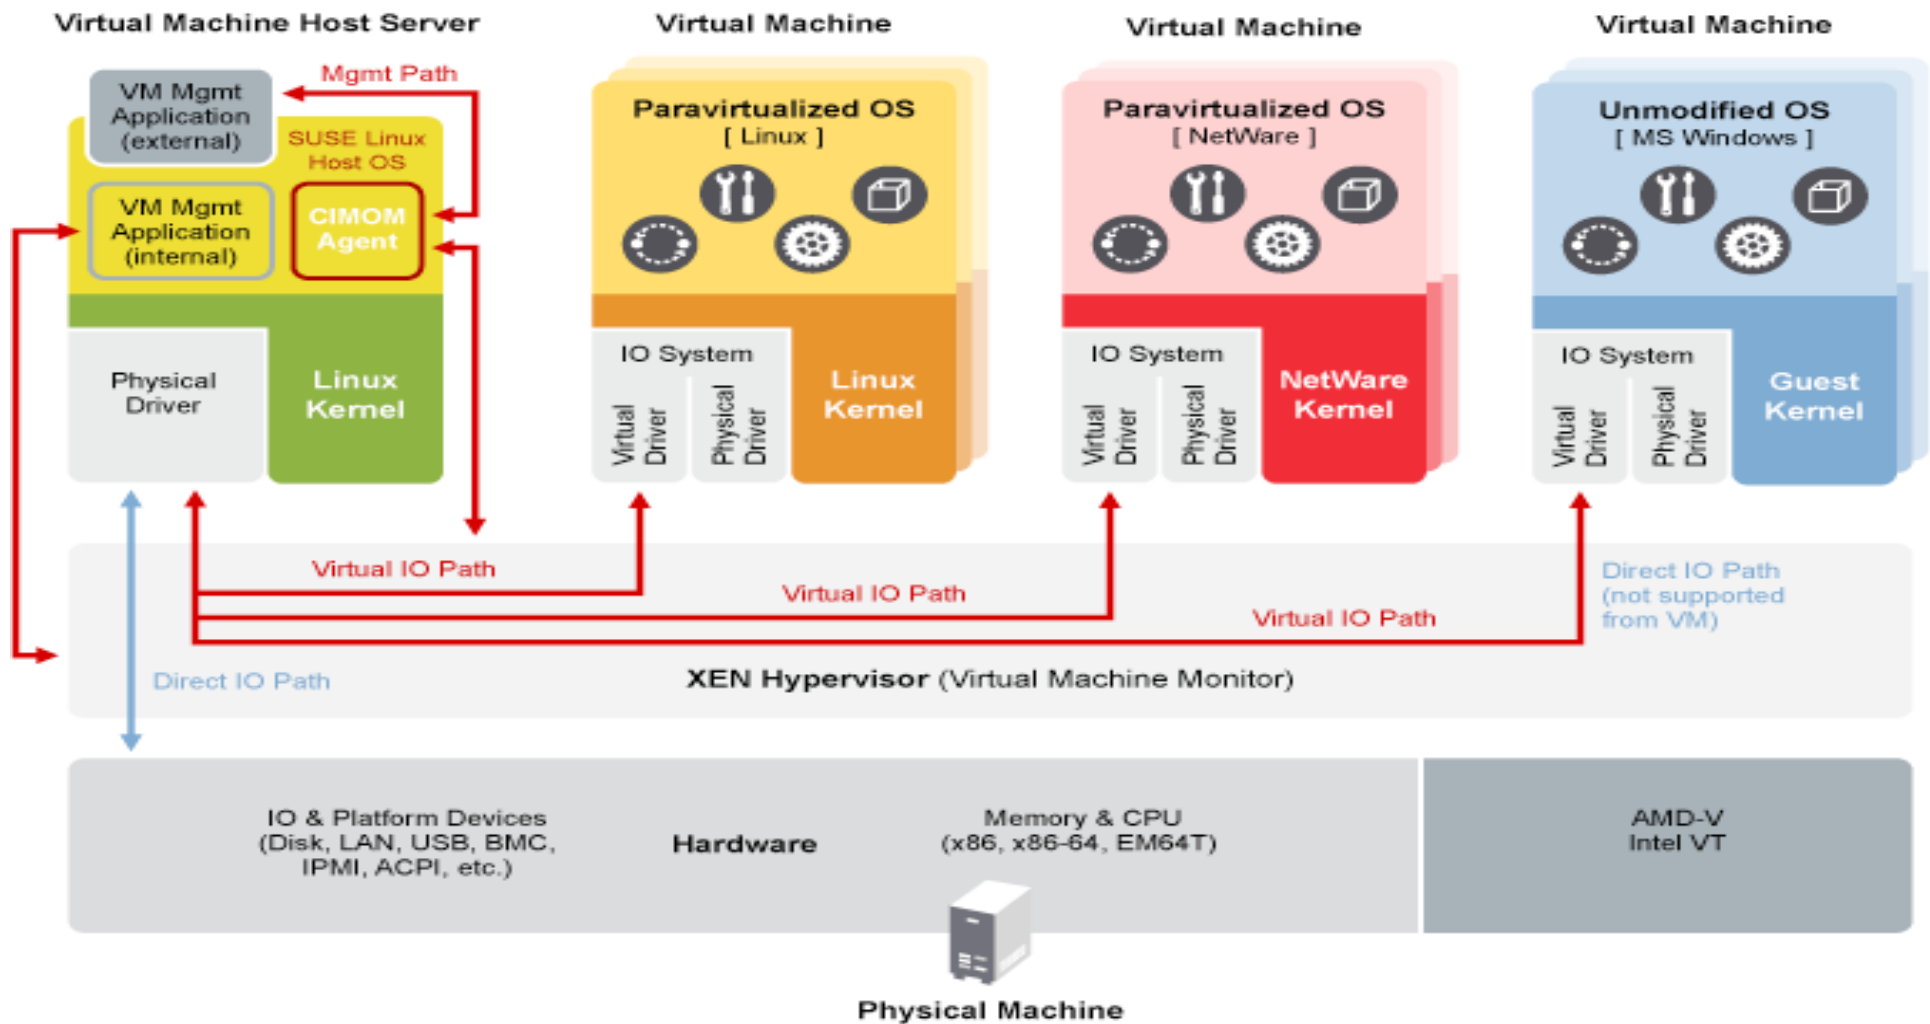 Virtual Machine Host Server
Virtual Machine
Virtual Machine
Virtual Machine
Mgmt Path
VM Mgmt
Application
(external)
SUSE Linux
Host OS
VM Mgmt
Application
(internal)
CIMOM
Agent
Physical
Driver
Linux
Kernel
Paravirtualized OS
[ Linux ]
IO System
Virtual
Driver
Physical
Driver
Linux
Kernel
Paravirtualized OS
[ NetWare ]
IO System
Virtual
Driver
Physical
Driver
NetWare
Kernel
Unmodified OS
[ MS Windows ]
IO System
Virtual
Driver
Physical
Driver
Guest
Kernel
Virtual IO Path
Virtual IO Path
Virtual IO Path
Direct IO Path
(not supported
from VM)
Direct IO Path
XEN Hypervisor (Virtual Machine Monitor)
IO & Platform Devices
(Disk, LAN, USB, BMC,
IPMI, ACPI, etc.)
Hardware
Memory & CPU
(x86, x86-64, EM64T)
AMD-V
Intel VT
Physical Machine